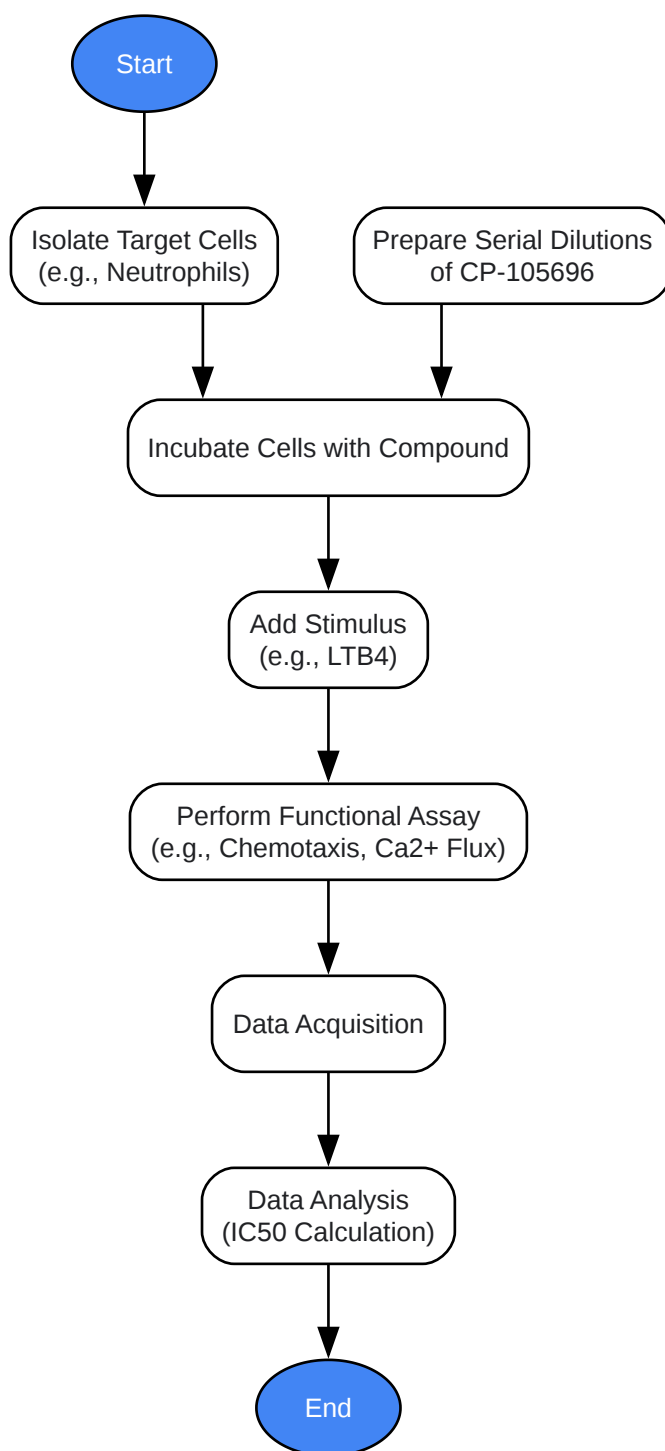 Start
Isolate Target Cells
(e.g., Neutrophils)
Prepare Serial Dilutions
of CP-105696
Incubate Cells with Compound
Add Stimulus
(e.g., LTB4)
Perform Functional Assay
(e.g., Chemotaxis, Ca2+ Flux)
Data Acquisition
Data Analysis
(IC50 Calculation)
End